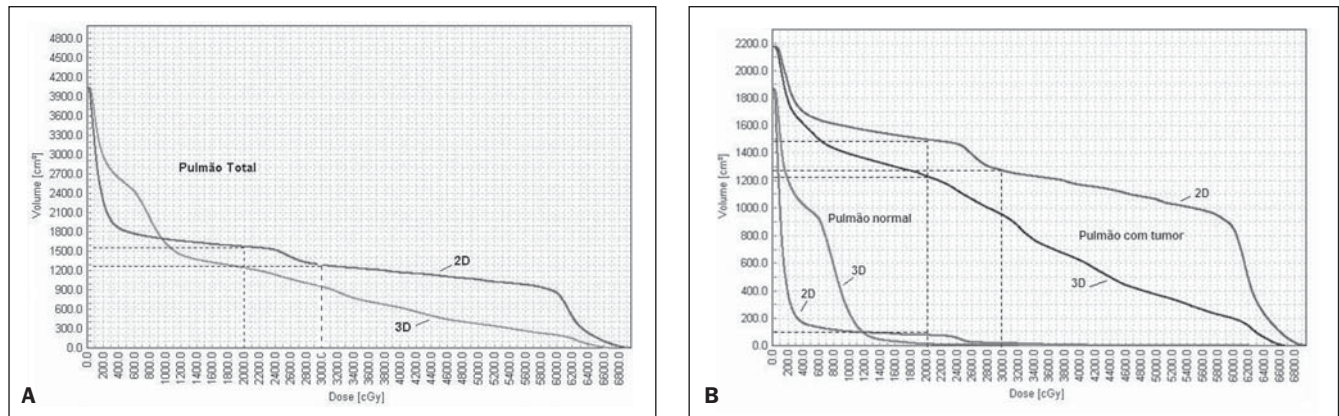 4800.0
4500.0
4200.0
3900.0
3600.0
3300.0
3000.0
2700.0
2400.0
2100.0
1800.0
1500.0
1200.0
900.0
600.0
300.0
0.0
Volume [cm³]
Pulmão Total
2D
3D
0.0 200.0 400.0 600.0 800.0 1000.0 1200.0 1400.0 1600.0 1800.0 2000.0 2200.0 2400.0 2600.0 2800.0 3000.0 3200.0 3400.0 3600.0 3800.0 4000.0 4200.0 4400.0 4600.0 4800.0 5000.0 5200.0 5400.0 5600.0 5800.0 6000.0 6200.0 6400.0 6600.0 6800.0
Dose [cGy]
A
2200.0
2000.0
1800.0
1600.0
1400.0
1200.0
1000.0
800.0
600.0
400.0
200.0
0.0
Volume [cm³]
2D
Pulmão normal
Pulmão com tumor
3D
3D
2D
0.0 200.0 400.0 600.0 800.0 1000.0 1200.0 1400.0 1600.0 1800.0 2000.0 2200.0 2400.0 2600.0 2800.0 3000.0 3200.0 3400.0 3600.0 3800.0 4000.0 4200.0 4400.0 4600.0 4800.0 5000.0 5200.0 5400.0 5600.0 5800.0 6000.0 6200.0 6400.0 6600.0 6800.0
Dose [cGy]
B